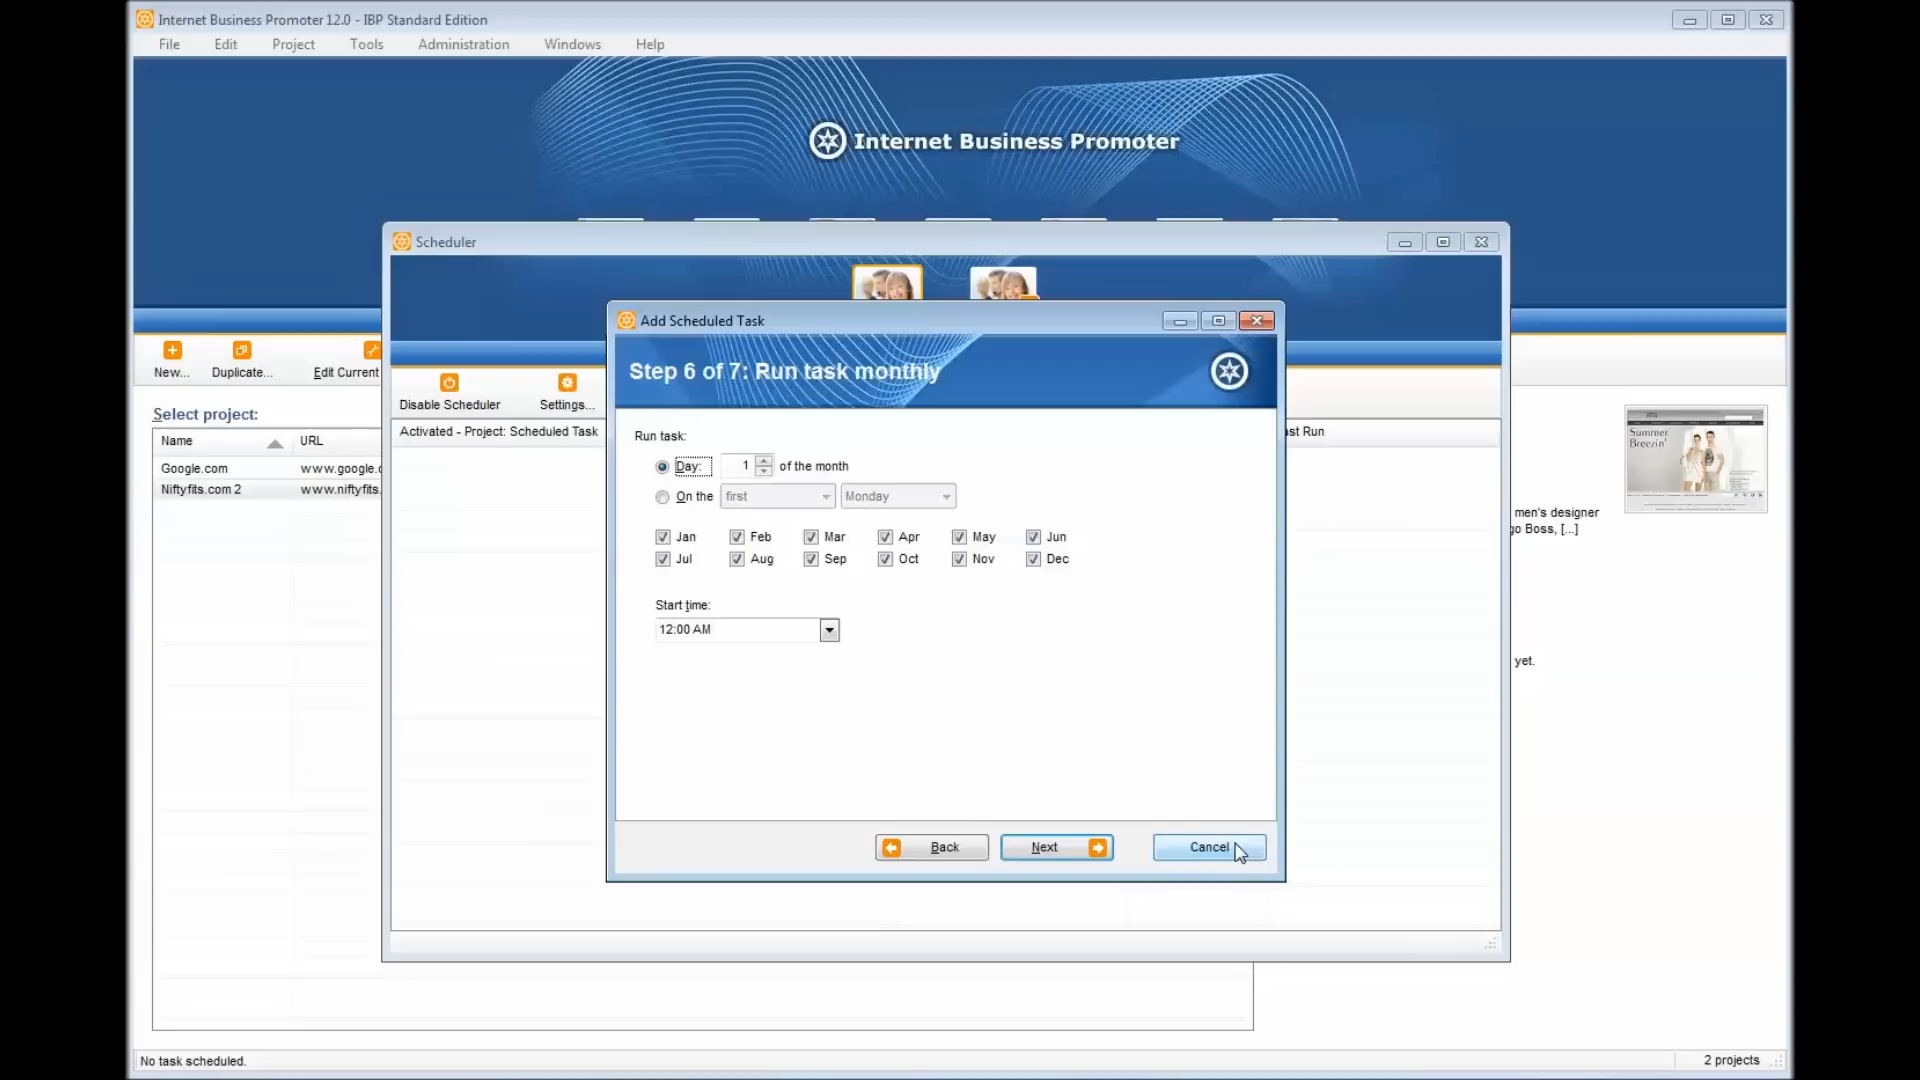 Internet Business Promoter 12.0 - IBP Standard Edition
File Edit Project Tools Administration Windows Help
Internet Business Promoter
Scheduler
Add Scheduled Task
Step 6 of 7: Run task monthly
New... Duplicate... Edit Current
Disable Scheduler Settings...
Select project:
Activated - Project: Scheduled Task
st Run
Name URL
Google.com www.google.c
Niftyfits.com 2 www.niftyfits.
Run task:
Day: 1 of the month
On the first Monday
Jan Feb Mar Apr May Jun
Jul Aug Sep Oct Nov Dec
Start time:
12:00 AM
Back Next Cancel
Summer
Breezin'
men's designer
go Boss, [...]
yet.
No task scheduled.
2 projects